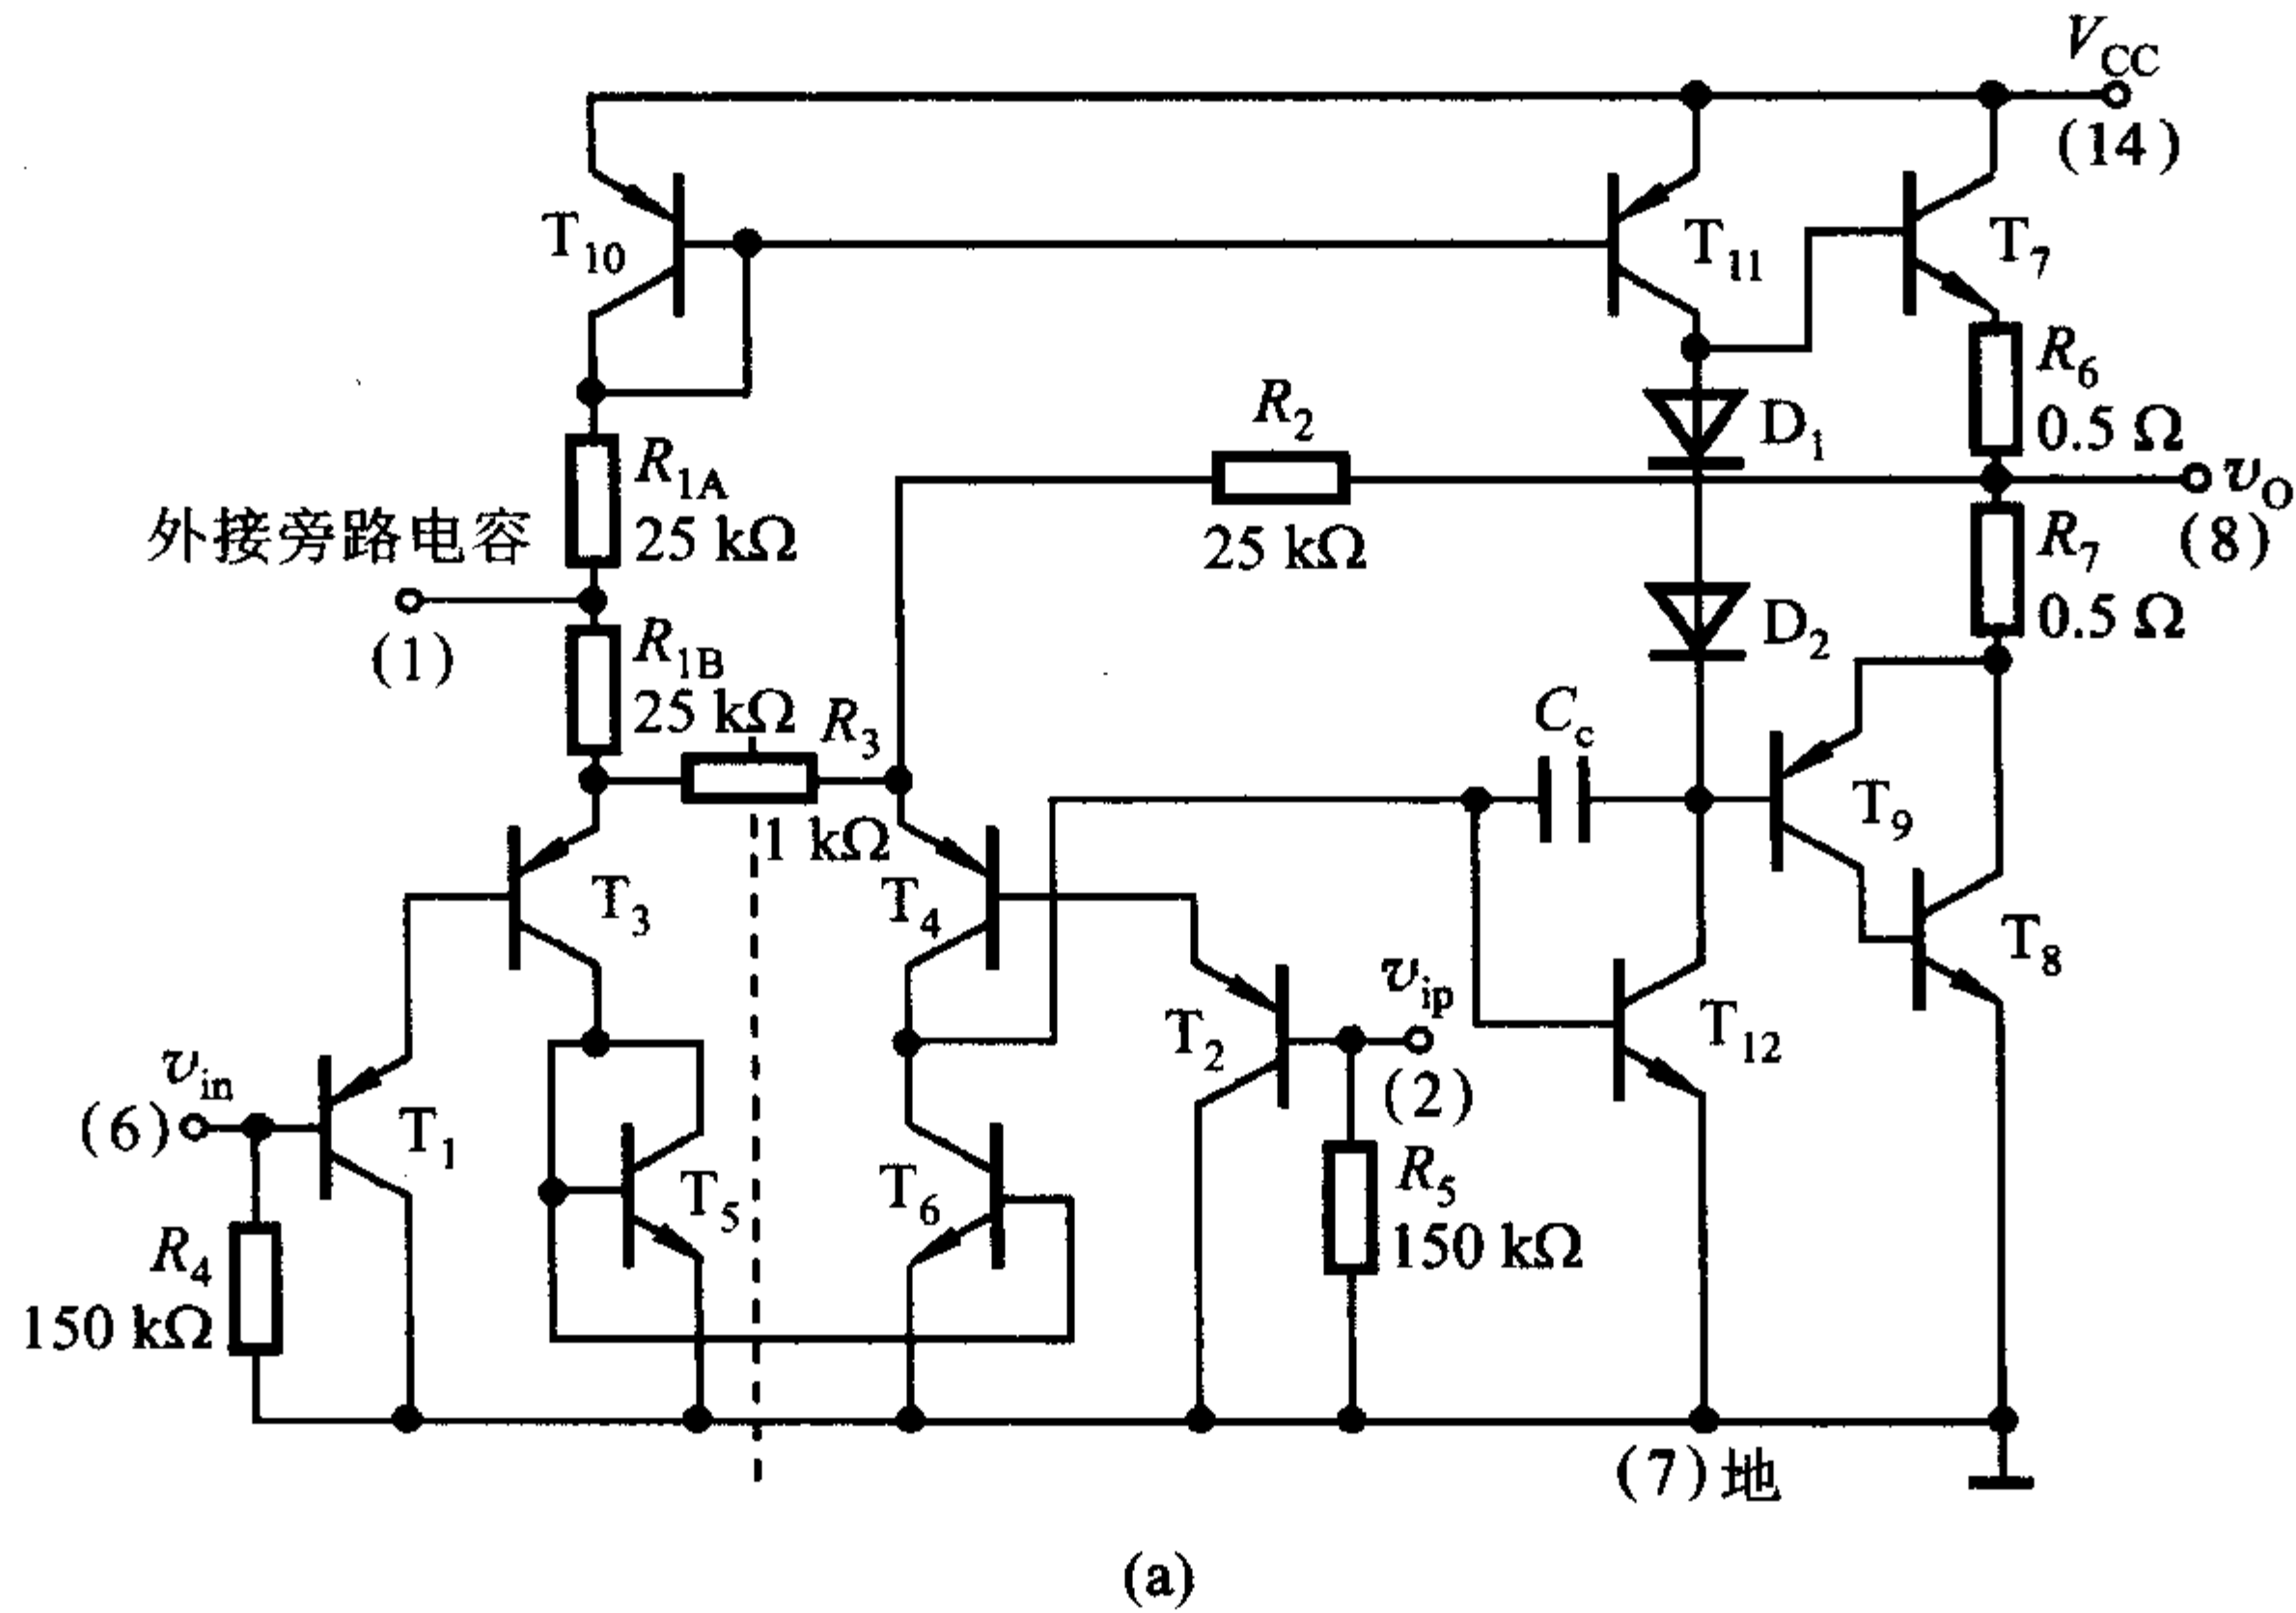 V_CC
(14)
T_10
T_11
T_7
R_6
0.5 Ω
R_1A
25 kΩ
R_2
25 kΩ
D_1
v_O
(8)
外接旁路电容
(1)
R_7
0.5 Ω
R_1B
25 kΩ
R_3
1 kΩ
D_2
C_c
T_9
T_3
T_4
T_8
v_ip
(2)
T_2
T_12
v_in
(6)
T_1
T_5
T_6
R_5
150 kΩ
R_4
150 kΩ
(7)地
(a)